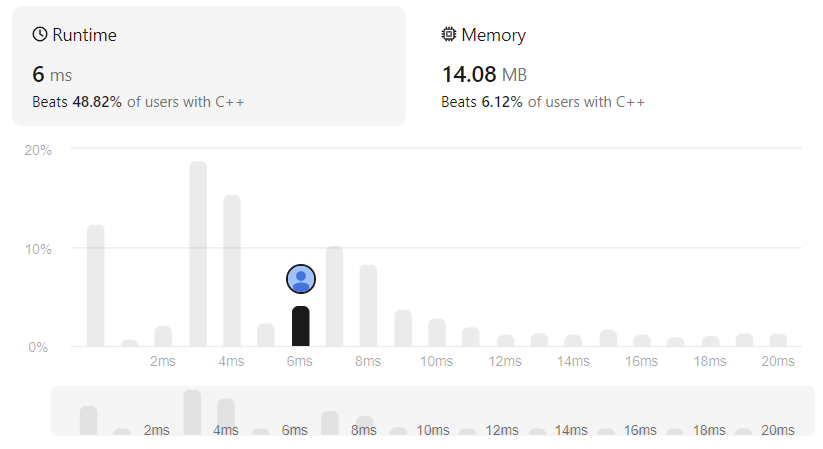 Runtime
6 ms
Beats 48.82% of users with C++
Memory
14.08 MB
Beats 6.12% of users with C++
20%
10%
0%
2ms 4ms 6ms 8ms 10ms 12ms 14ms 16ms 18ms 20ms
2ms 4ms 6ms 8ms 10ms 12ms 14ms 16ms 18ms 20ms